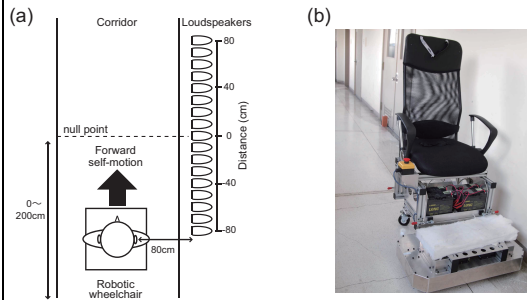 (a)
Corridor
Loudspeakers
80
40
null point
0
Distance (cm)
Forward
self-motion
-40
0～
200cm
-80
80cm
Robotic
wheelchair
(b)